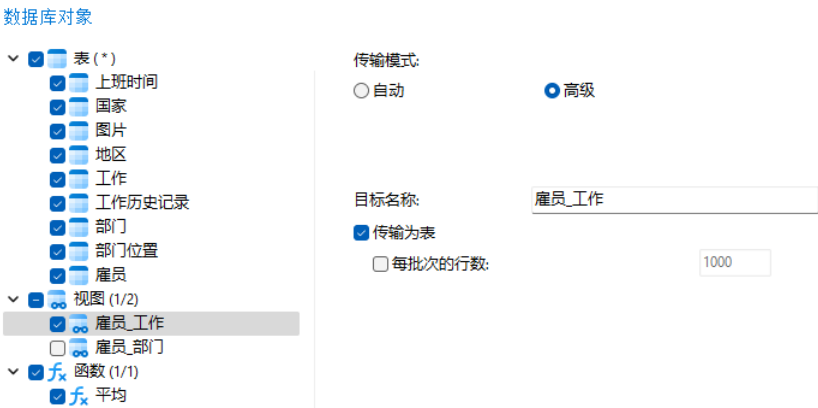 数据库对象
表 (*)
上班时间
国家
图片
地区
工作
工作历史记录
部门
部门位置
雇员
视图 (1/2)
雇员_工作
雇员_部门
函数 (1/1)
平均
传输模式:
自动 高级
目标名称: 雇员_工作
传输为表
每批次的行数: 1000